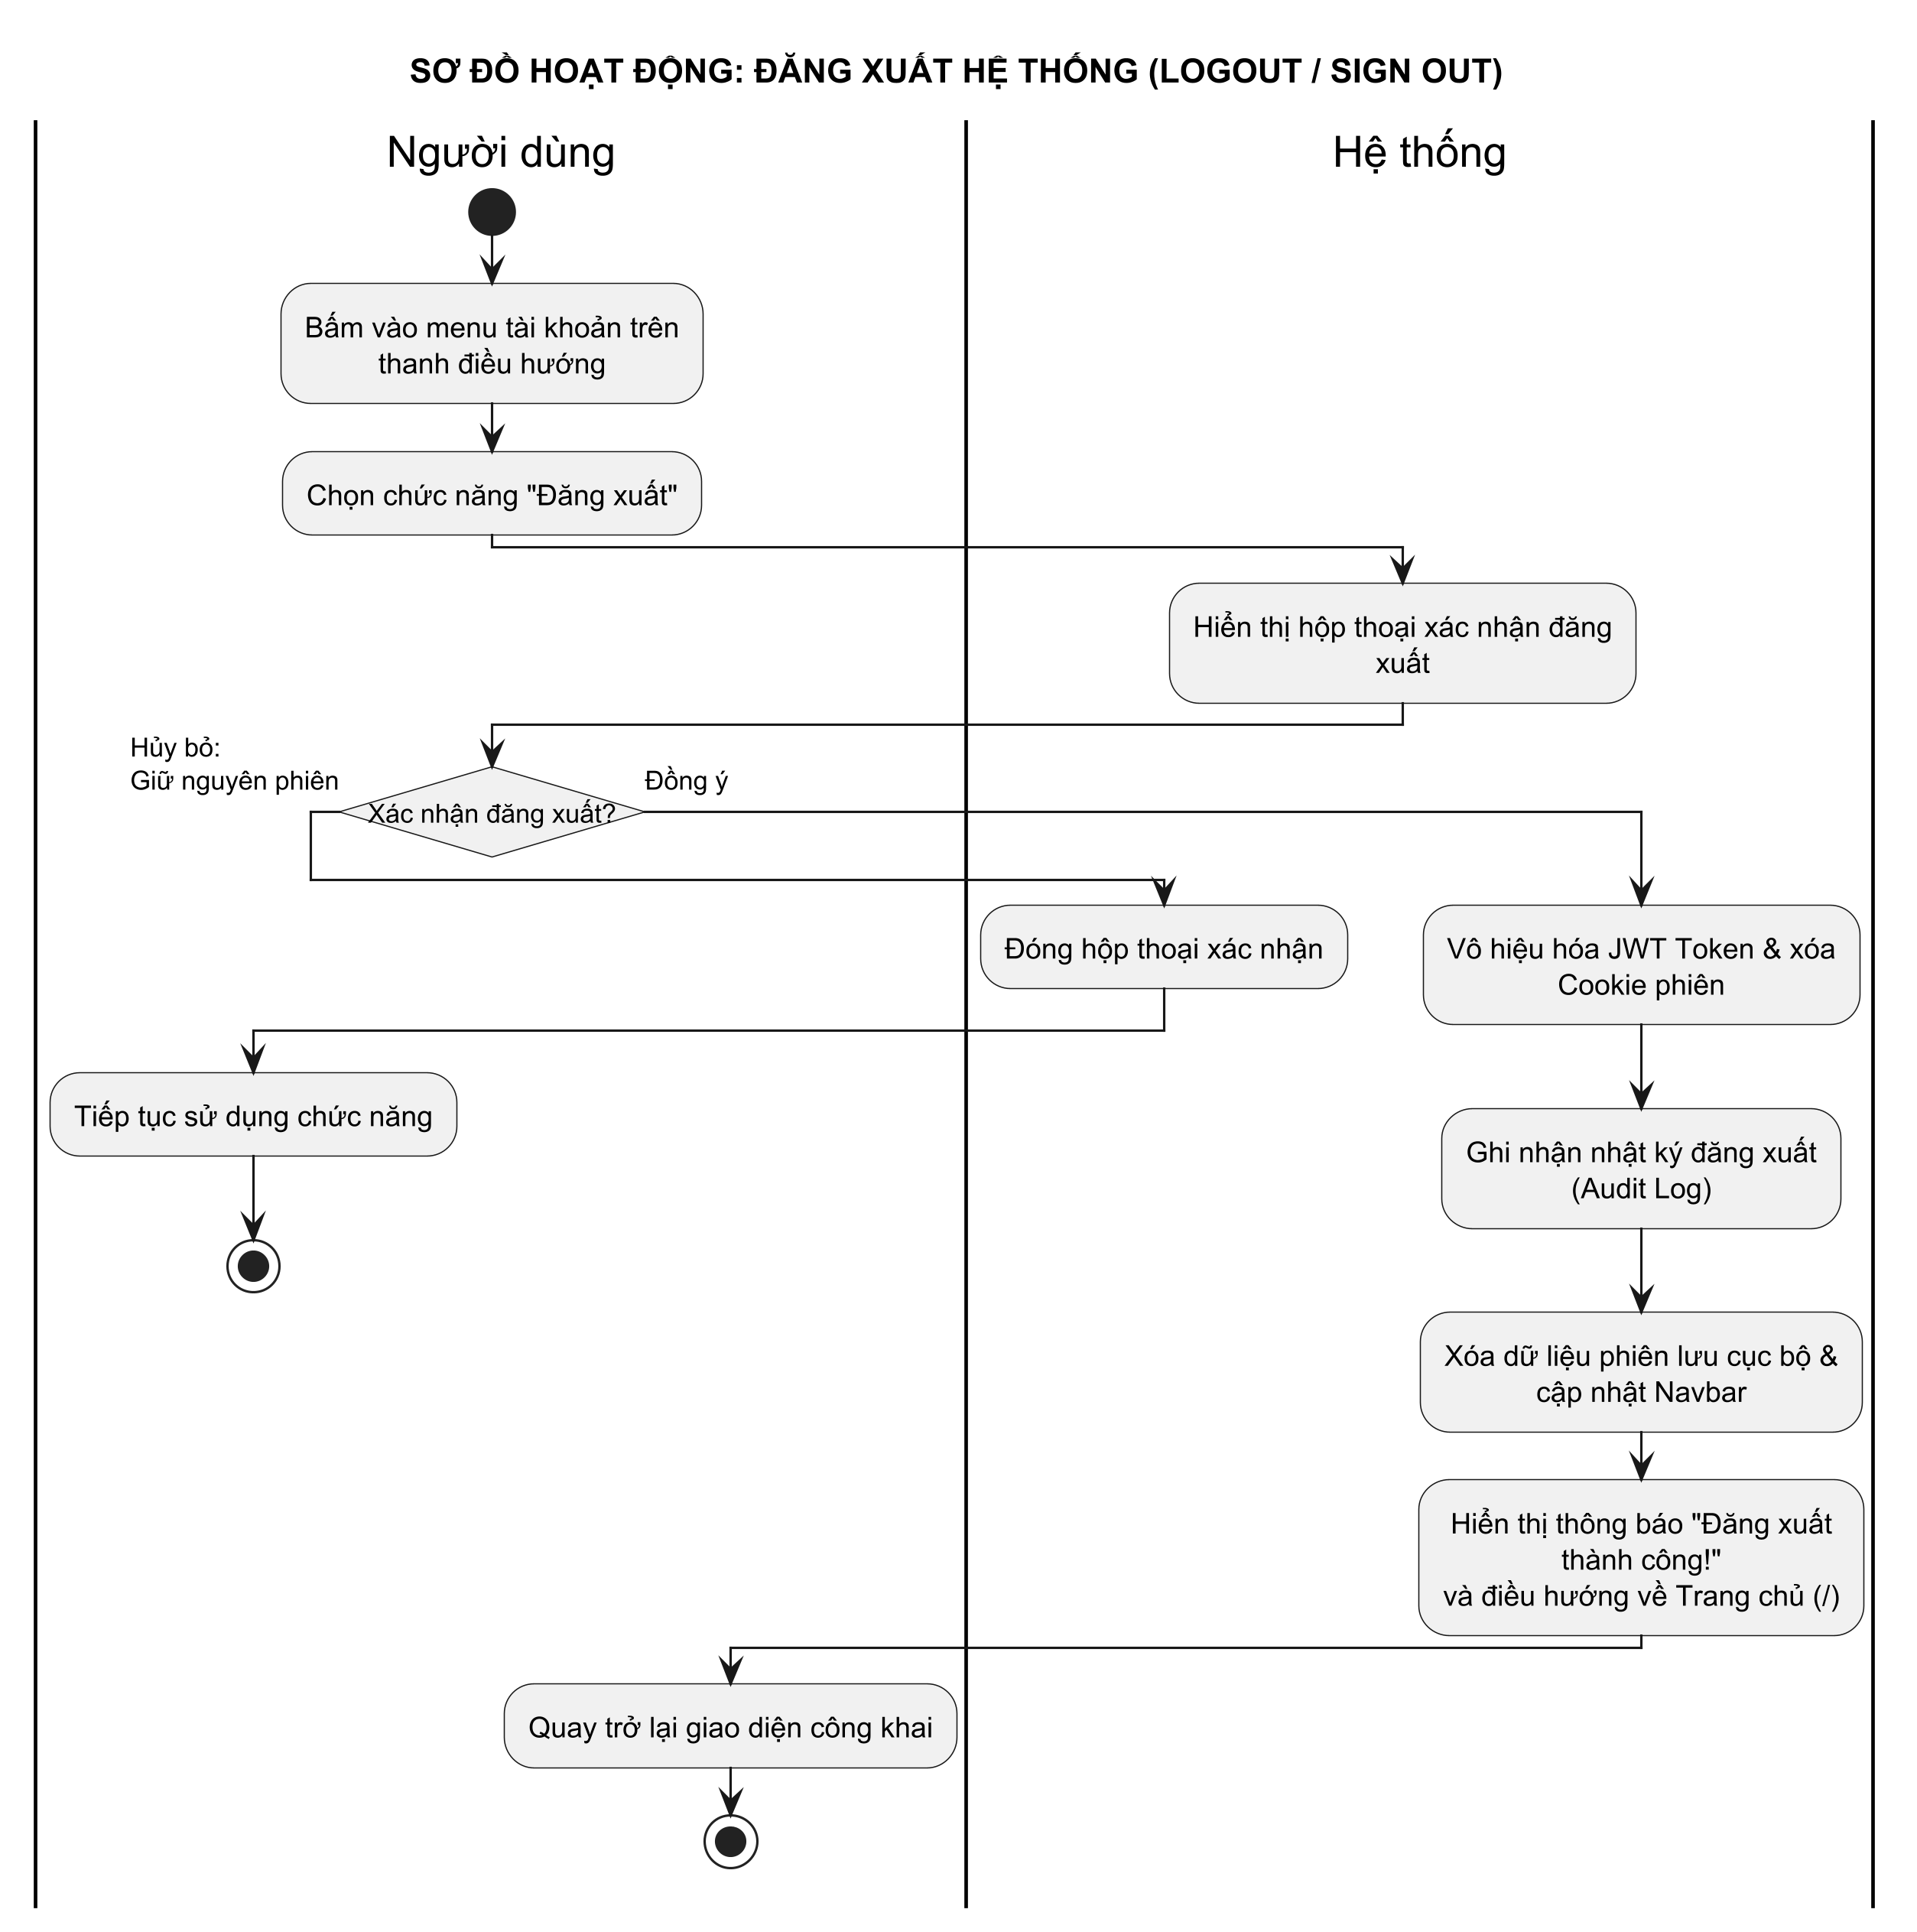 SƠ ĐỒ HOẠT ĐỘNG: ĐĂNG XUẤT HỆ THỐNG (LOGOUT / SIGN OUT)
Người dùng
Hệ thống
Bấm vào menu tài khoản trên
thanh điều hướng
Chọn chức năng "Đăng xuất"
Hiển thị hộp thoại xác nhận đăng
xuất
Hủy bỏ:
Giữ nguyên phiên
Xác nhận đăng xuất?
Đồng ý
Đóng hộp thoại xác nhận
Vô hiệu hóa JWT Token & xóa
Cookie phiên
Tiếp tục sử dụng chức năng
Ghi nhận nhật ký đăng xuất
(Audit Log)
Xóa dữ liệu phiên lưu cục bộ &
cập nhật Navbar
Hiển thị thông báo "Đăng xuất
thành công!"
và điều hướng về Trang chủ (/)
Quay trở lại giao diện công khai